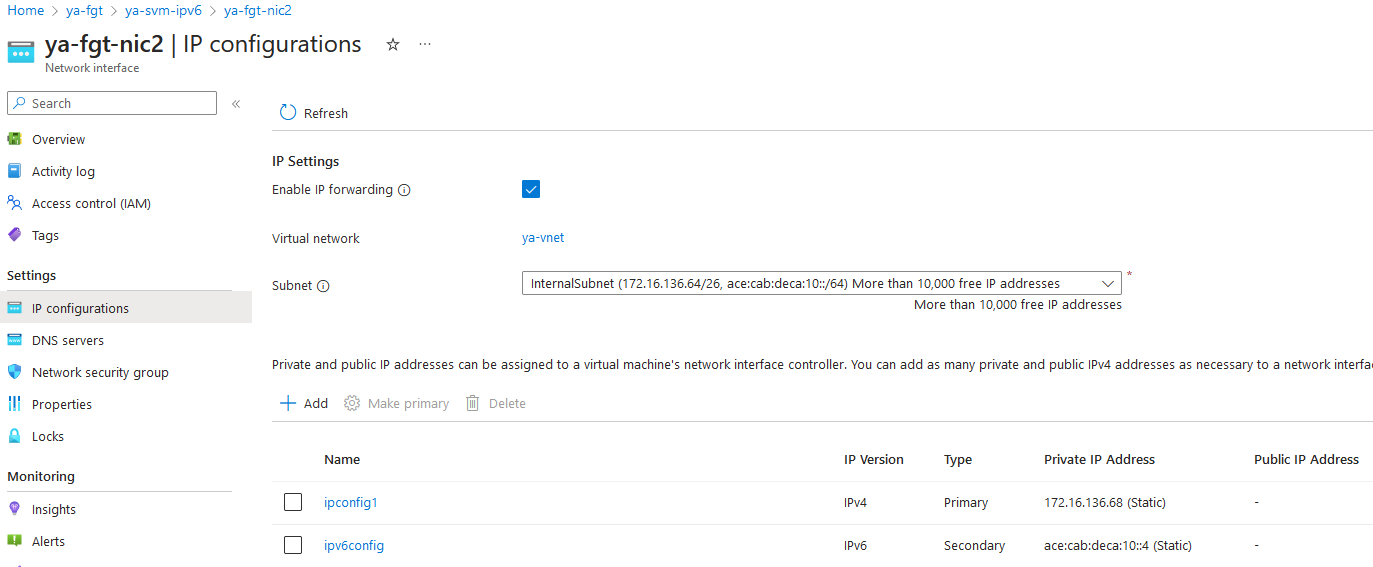 Home > ya-fgt > ya-svm-ipv6 > ya-fgt-nic2
ya-fgt-nic2 | IP configurations
Network interface
Search
Overview
Activity log
Access control (IAM)
Tags
Settings
IP configurations
DNS servers
Network security group
Properties
Locks
Monitoring
Insights
Alerts
Refresh
IP Settings
Enable IP forwarding
Virtual network ya-vnet
Subnet InternalSubnet (172.16.136.64/26, ace:cab:deca:10::/64) More than 10,000 free IP addresses *
More than 10,000 free IP addresses
Private and public IP addresses can be assigned to a virtual machine's network interface controller. You can add as many private and public IPv4 addresses as necessary to a network interfac
Add Make primary Delete
Name IP Version Type Private IP Address Public IP Address
ipconfig1 IPv4 Primary 172.16.136.68 (Static) -
ipv6config IPv6 Secondary ace:cab:deca:10::4 (Static) -